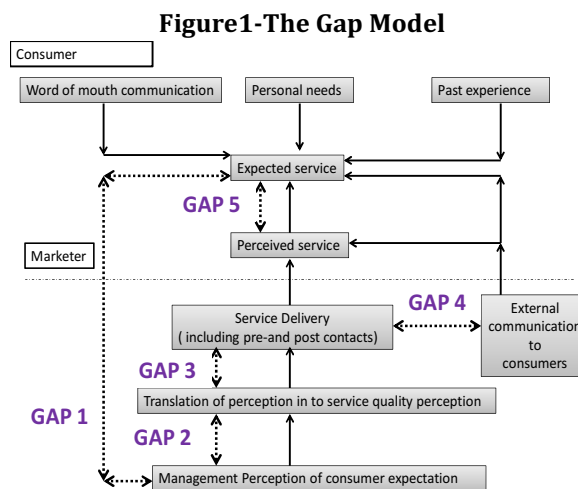 Figure1-The Gap Model
Consumer
Word of mouth communication
Personal needs
Past experience
Expected service
GAP 5
Perceived service
Marketer
GAP 4
Service Delivery
( including pre-and post contacts)
External
communication
to
consumers
GAP 3
Translation of perception in to service quality perception
GAP 1
GAP 2
Management Perception of consumer expectation